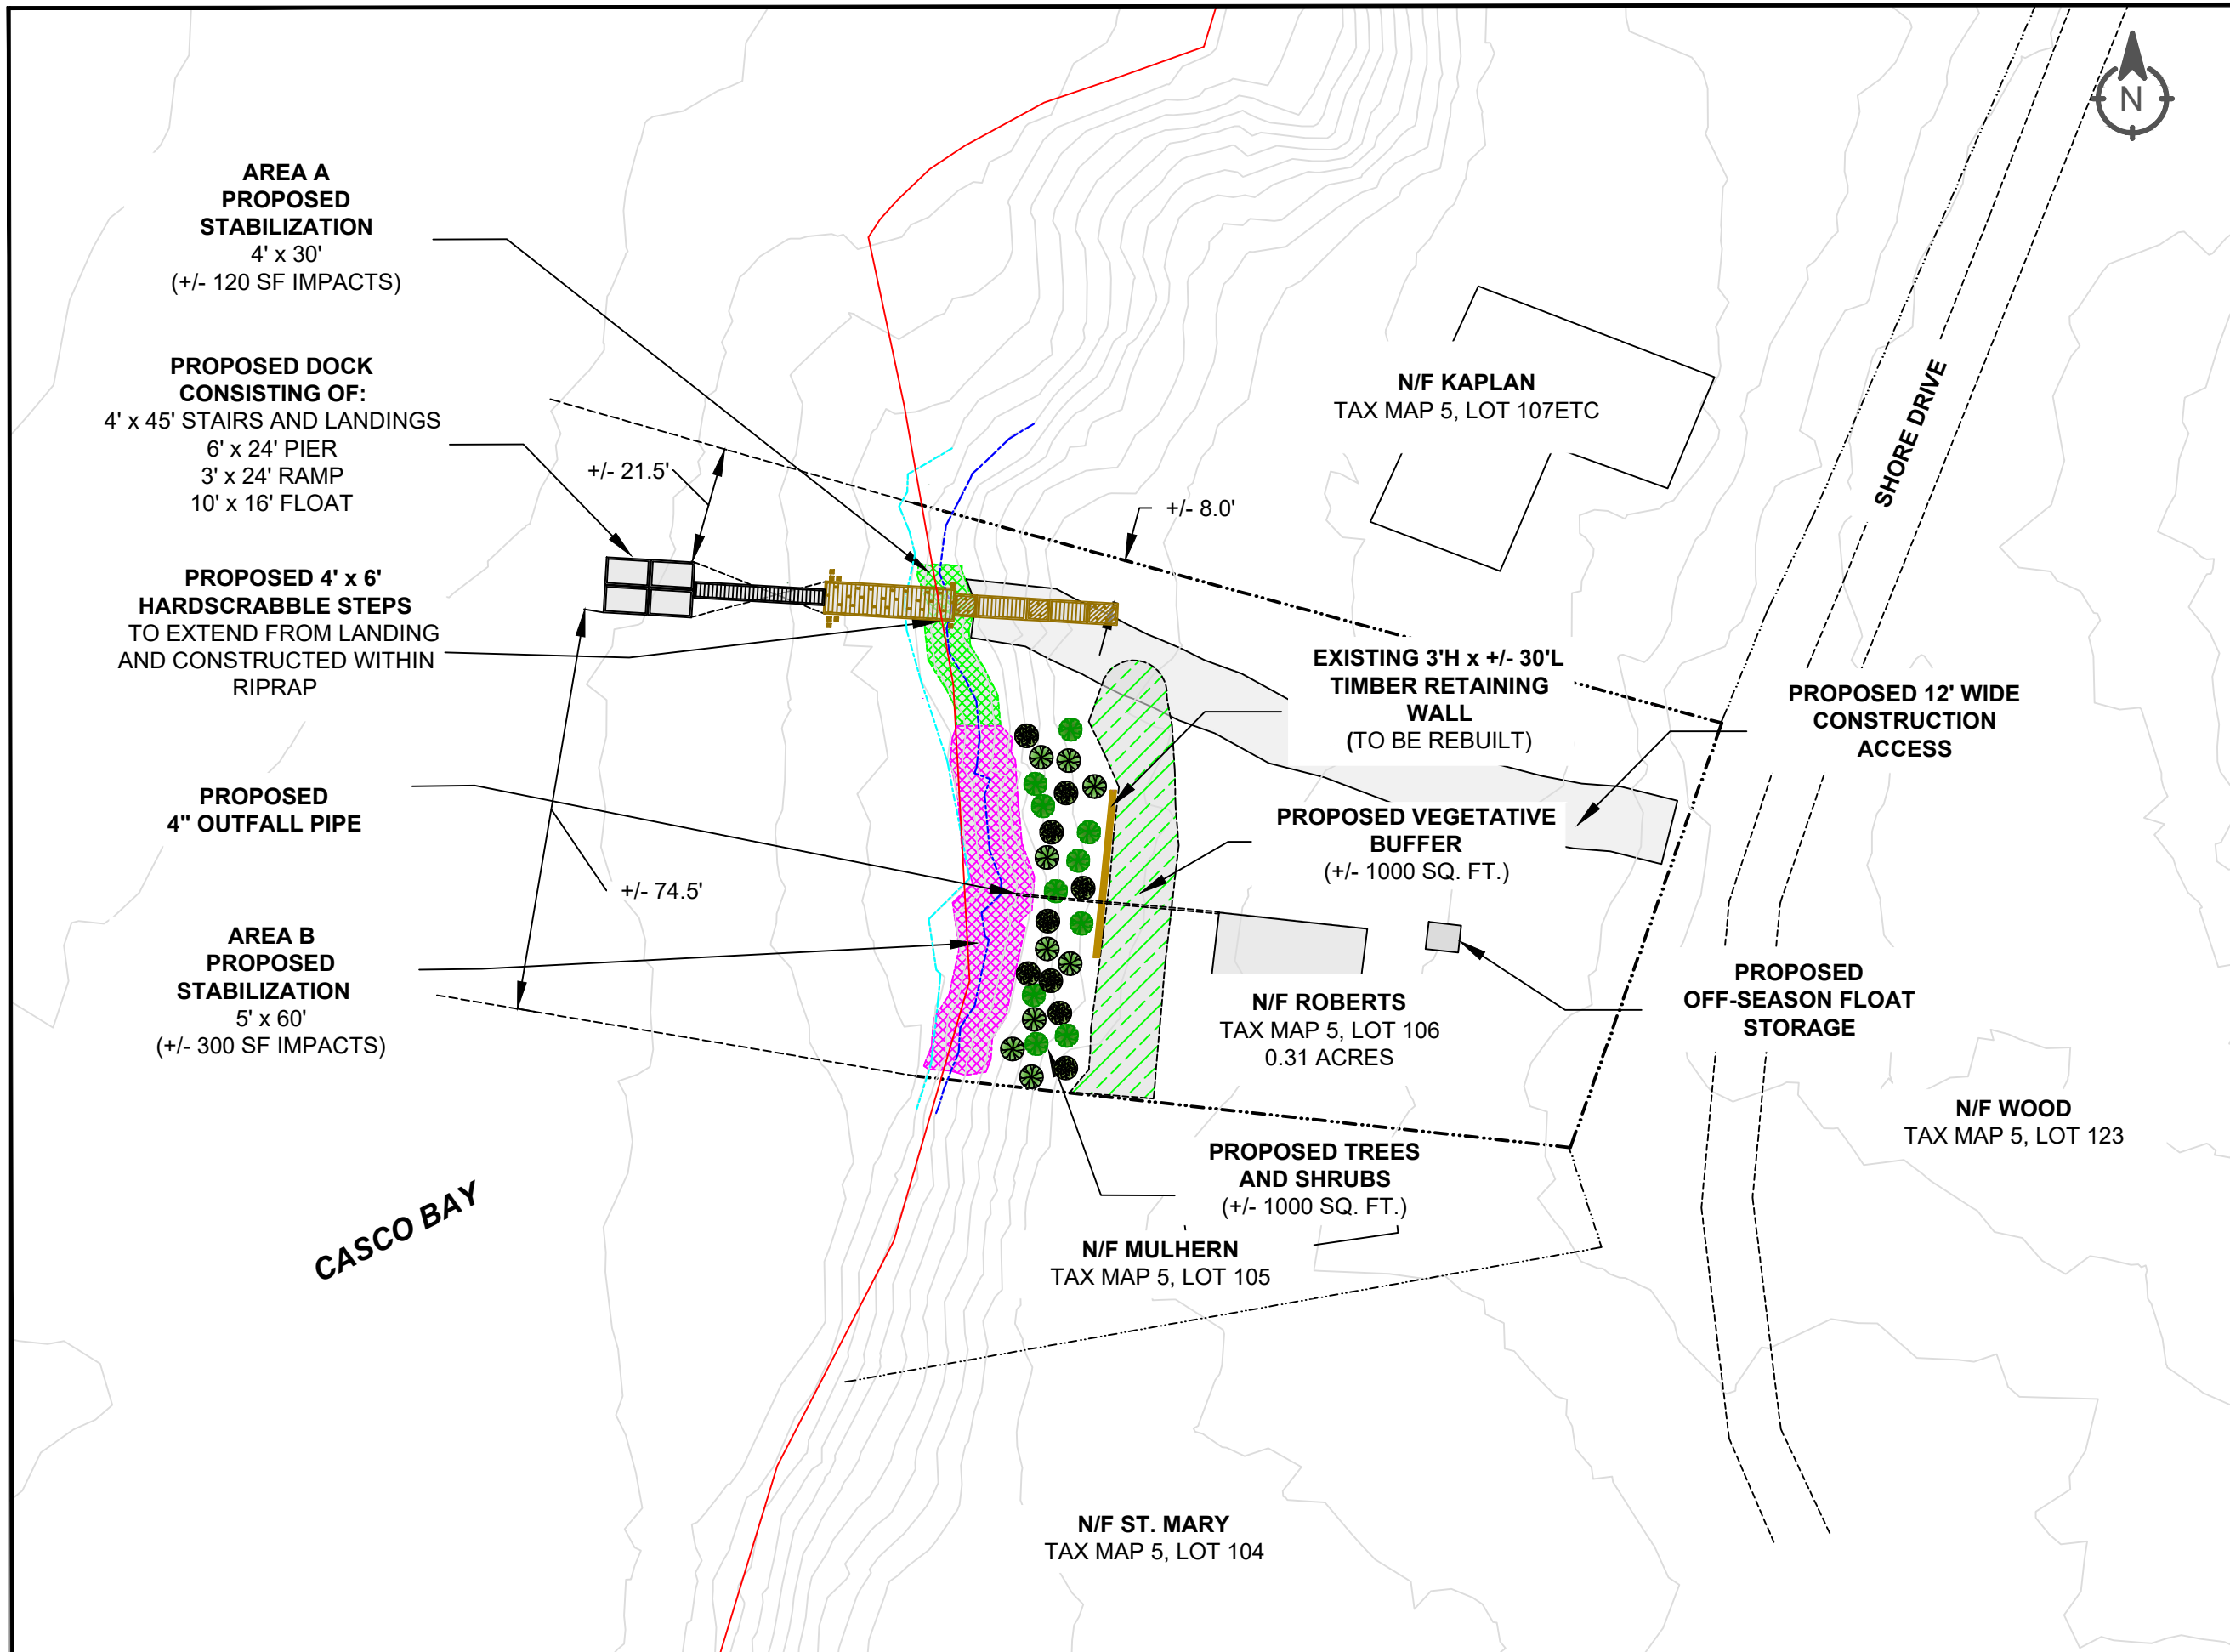 N
AREA A
PROPOSED
STABILIZATION
4' x 30'
(+/- 120 SF IMPACTS)
PROPOSED DOCK
CONSISTING OF:
4' x 45' STAIRS AND LANDINGS
6' x 24' PIER
3' x 24' RAMP
10' x 16' FLOAT
+/- 21.5'
+/- 8.0'
N/F KAPLAN
TAX MAP 5, LOT 107ETC
SHORE DRIVE
PROPOSED 4' x 6'
HARDSCRABBLE STEPS
TO EXTEND FROM LANDING
AND CONSTRUCTED WITHIN
RIPRAP
EXISTING 3'H x +/- 30'L
TIMBER RETAINING
WALL
(TO BE REBUILT)
PROPOSED 12' WIDE
CONSTRUCTION
ACCESS
PROPOSED
4" OUTFALL PIPE
PROPOSED VEGETATIVE
BUFFER
(+/- 1000 SQ. FT.)
+/- 74.5'
AREA B
PROPOSED
STABILIZATION
5' x 60'
(+/- 300 SF IMPACTS)
N/F ROBERTS
TAX MAP 5, LOT 106
0.31 ACRES
PROPOSED
OFF-SEASON FLOAT
STORAGE
N/F WOOD
TAX MAP 5, LOT 123
PROPOSED TREES
AND SHRUBS
(+/- 1000 SQ. FT.)
CASCO BAY
N/F MULHERN
TAX MAP 5, LOT 105
N/F ST. MARY
TAX MAP 5, LOT 104